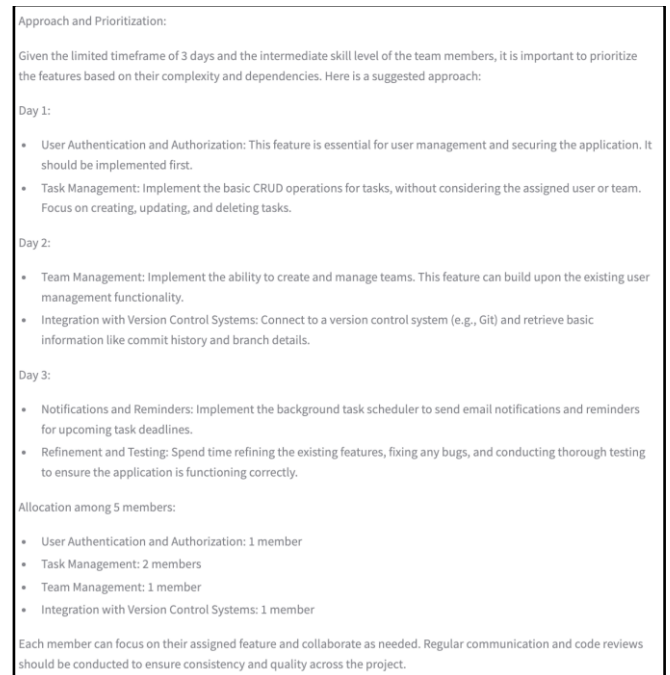 Approach and Prioritization:
Given the limited timeframe of 3 days and the intermediate skill level of the team members, it is important to prioritize
the features based on their complexity and dependencies. Here is a suggested approach:
Day 1:
• User Authentication and Authorization: This feature is essential for user management and securing the application. It
should be implemented first.
• Task Management: Implement the basic CRUD operations for tasks, without considering the assigned user or team.
Focus on creating, updating, and deleting tasks.
Day 2:
• Team Management: Implement the ability to create and manage teams. This feature can build upon the existing user
management functionality.
• Integration with Version Control Systems: Connect to a version control system (e.g., Git) and retrieve basic
information like commit history and branch details.
Day 3:
• Notifications and Reminders: Implement the background task scheduler to send email notifications and reminders
for upcoming task deadlines.
• Refinement and Testing: Spend time refining the existing features, fixing any bugs, and conducting thorough testing
to ensure the application is functioning correctly.
Allocation among 5 members:
• User Authentication and Authorization: 1 member
• Task Management: 2 members
• Team Management: 1 member
• Integration with Version Control Systems: 1 member
Each member can focus on their assigned feature and collaborate as needed. Regular communication and code reviews
should be conducted to ensure consistency and quality across the project.